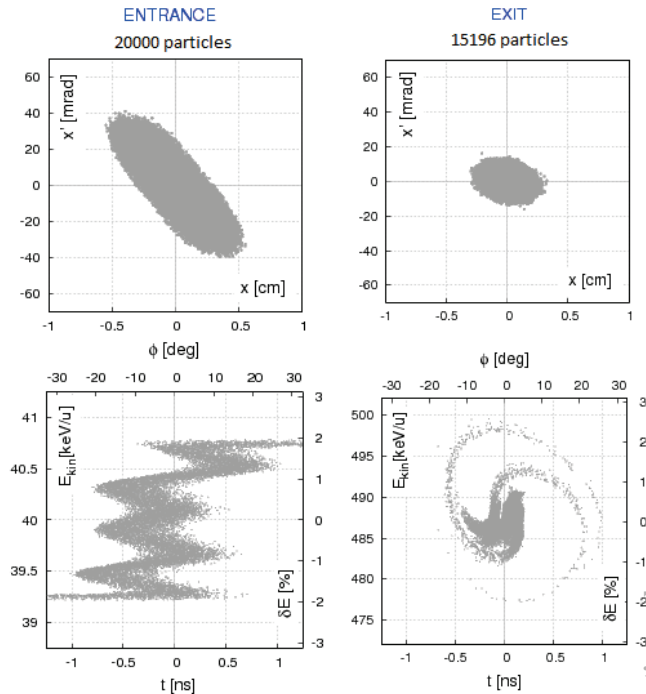 ENTRANCE
20000 particles
60
40
20
0
-20
-40
-60
x' [mrad]
x [cm]
-1 -0.5 0 0.5 1
EXIT
15196 particles
60
40
20
0
-20
-40
-60
x' [mrad]
x [cm]
-1 -0.5 0 0.5 1
ϕ [deg]
-30 -20 -10 0 10 20 30
41
40.5
40
39.5
39
E_kin[keV/u]
3
2
1
0
-1
-2
-3
δE [%]
-1 -0.5 0 0.5 1
t [ns]
ϕ [deg]
-30 -20 -10 0 10 20 30
500
495
490
485
480
475
E_kin[keV/u]
3
2
1
0
-1
-2
-3
δE [%]
-1 -0.5 0 0.5 1
t [ns]